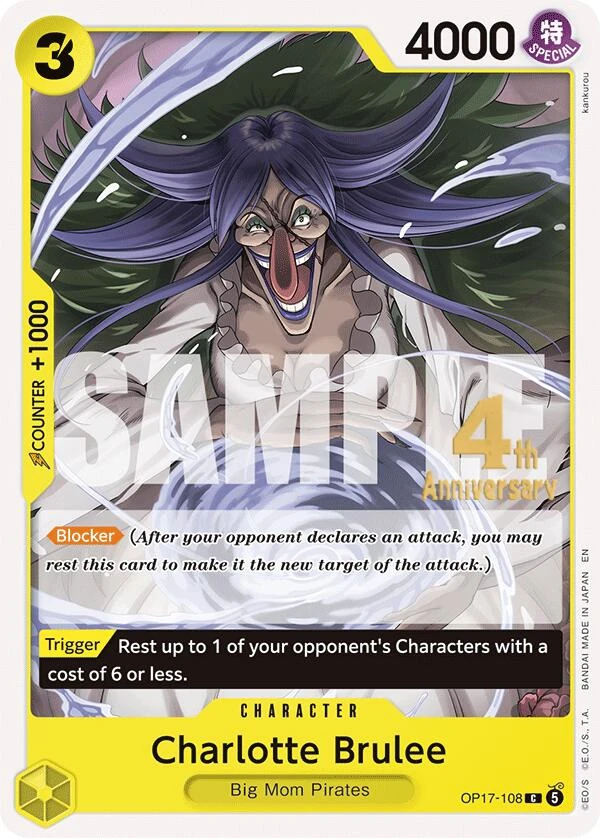 3
4000
特
SPECIAL
kankurou
COUNTER +1000
SAMPLE
4th
Anniversary
Blocker (After your opponent declares an attack, you may
rest this card to make it the new target of the attack.)
Trigger Rest up to 1 of your opponent's Characters with a
cost of 6 or less.
CHARACTER
Charlotte Brulee
Big Mom Pirates
OP17-108 C 5
©EO/S ©E.O./S., T.A. BANDAI MADE IN JAPAN EN